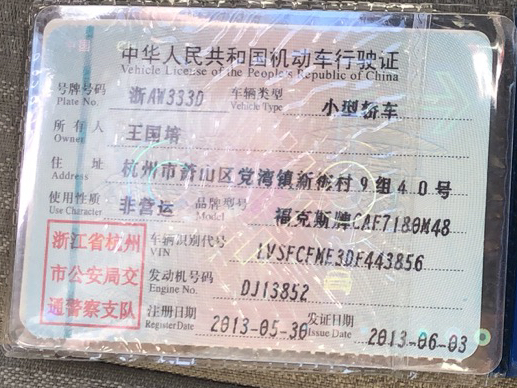 中华人民共和国机动车行驶证
Vehicle License of the People's Republic of China
号牌号码 浙AW333D 车辆类型 小型轿车
Plate No. Vehicle Type
所有人 王国培
Owner
住址 杭州市萧山区党湾镇新街村9组40号
Address
使用性质 非营运 品牌型号 福克斯牌CAF7180M48
Use Character Model
浙江省杭州
市公安局交
通警察支队
车辆识别代号 LVSFCFME3DF443856
VIN
发动机号码 DJ13852
Engine No.
注册日期 2013-05-30 发证日期 2013-06-03
Register Date Issue Date